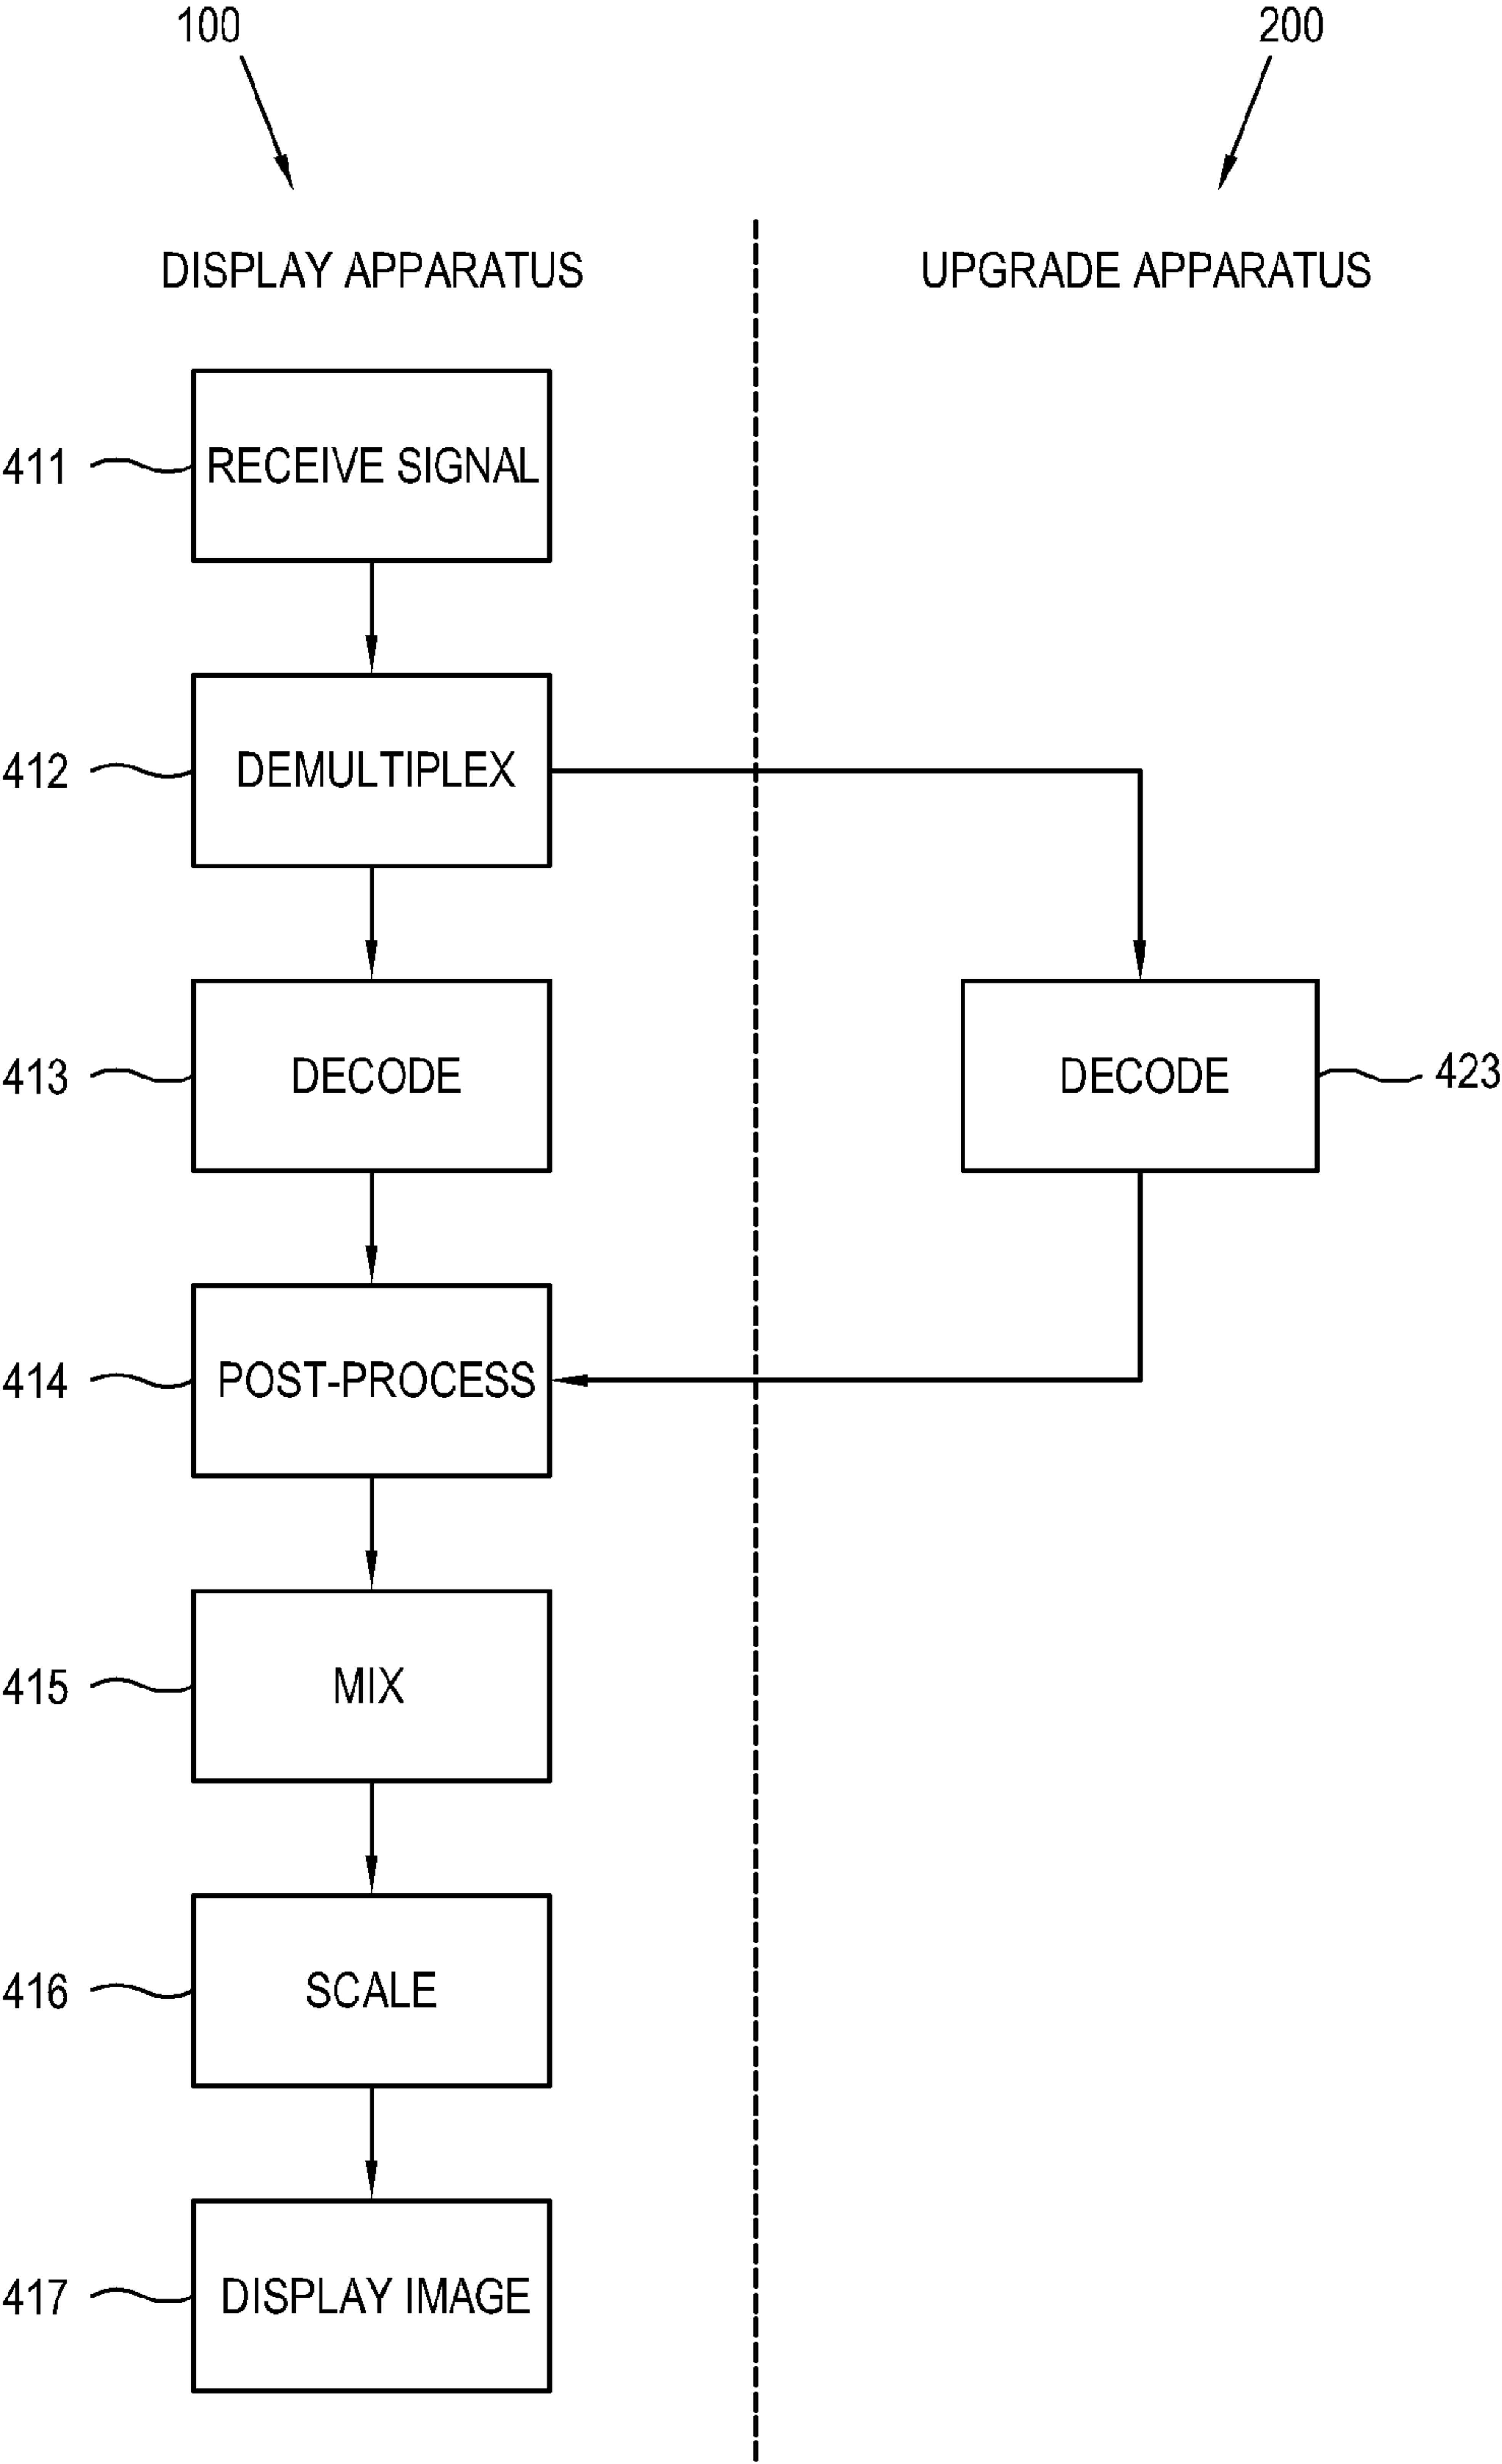 100
200
DISPLAY APPARATUS
UPGRADE APPARATUS
411
RECEIVE SIGNAL
412
DEMULTIPLEX
413
DECODE
DECODE
423
414
POST-PROCESS
415
MIX
416
SCALE
417
DISPLAY IMAGE